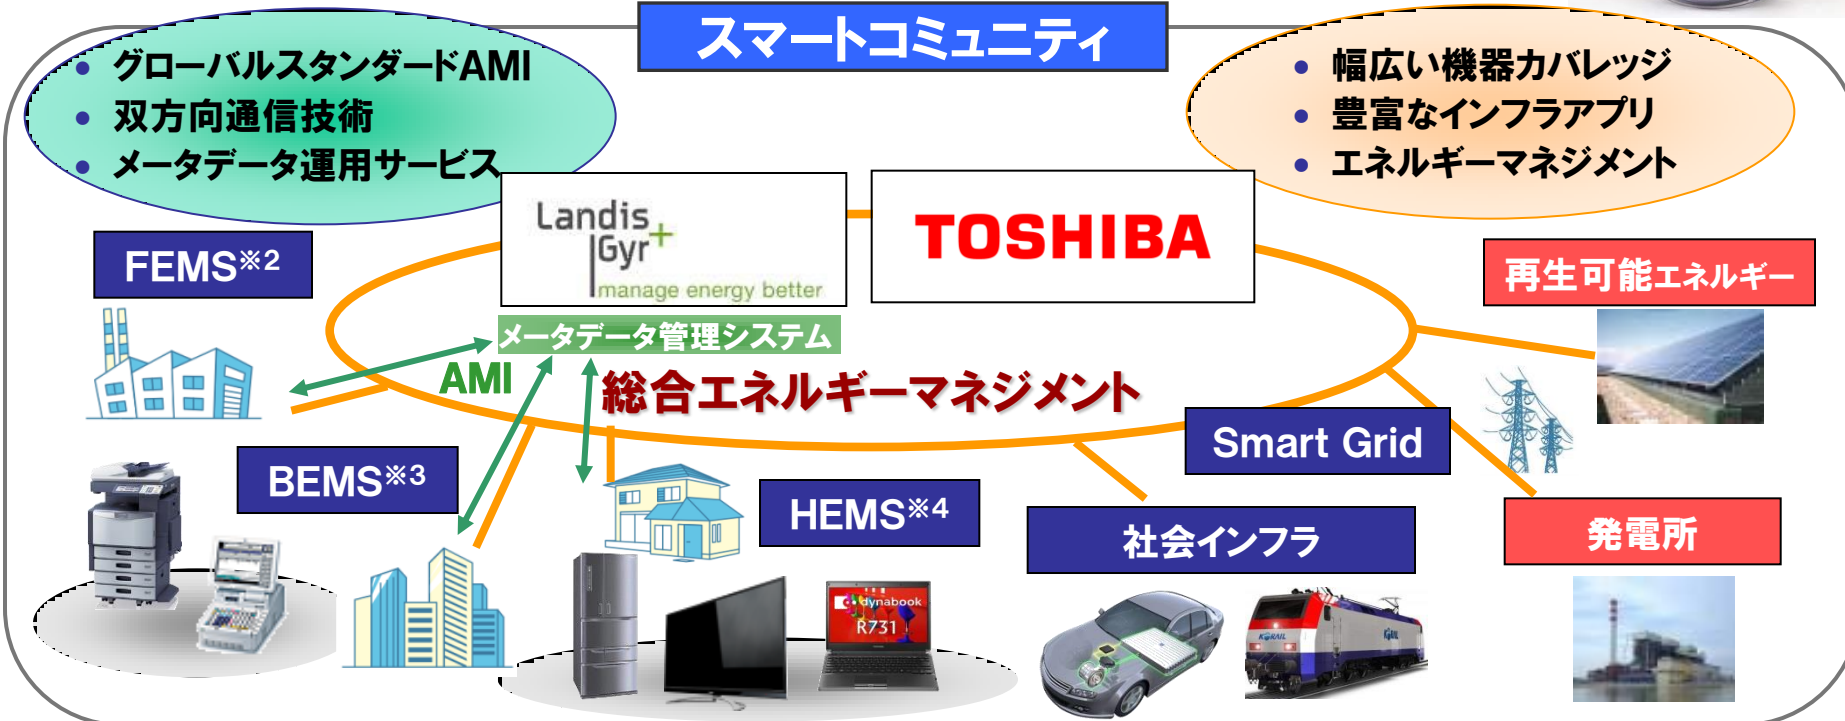 スマートコミュニティ
• グローバルスタンダードAMI
• 双方向通信技術
• メータデータ運用サービス
• 幅広い機器カバレッジ
• 豊富なインフラアプリ
• エネルギーマネジメント
Landis
Gyr+
manage energy better
TOSHIBA
FEMS※2
再生可能エネルギー
メータデータ管理システム
AMI
総合エネルギーマネジメント
Smart Grid
BEMS※3
HEMS※4
社会インフラ
発電所
dynabook
R731
KORAIL
KORAIL